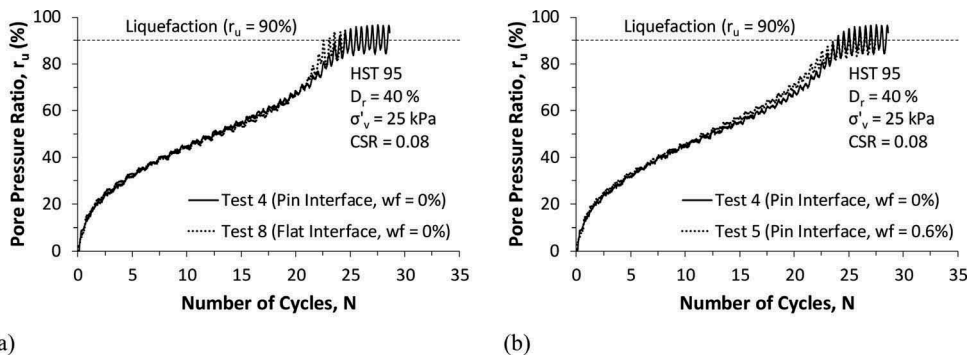 100
80
60
40
20
0
Pore Pressure Ratio, r_u (%)
Liquefaction (r_u = 90%)
HST 95
D_r = 40 %
σ'_v = 25 kPa
CSR = 0.08
Test 4 (Pin Interface, wf = 0%)
Test 8 (Flat Interface, wf = 0%)
0 5 10 15 20 25 30 35
Number of Cycles, N
a)
100
80
60
40
20
0
Pore Pressure Ratio, r_u (%)
Liquefaction (r_u = 90%)
HST 95
D_r = 40 %
σ'_v = 25 kPa
CSR = 0.08
Test 4 (Pin Interface, wf = 0%)
Test 5 (Pin Interface, wf = 0.6%)
0 5 10 15 20 25 30 35
Number of Cycles, N
(b)